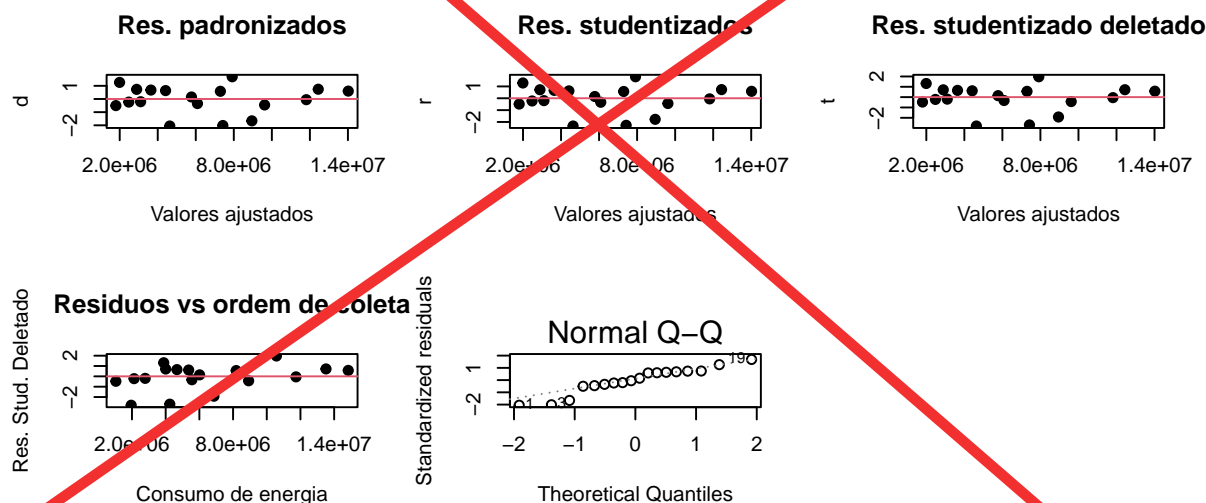 Res. padronizados
d
1
−2
2.0e+06 8.0e+06 1.4e+07
Valores ajustados
Res. studentizados
r
1
−2
2.0e+06 8.0e+06 1.4e+07
Valores ajustados
Res. studentizado deletado
t
2
−2
2.0e+06 8.0e+06 1.4e+07
Valores ajustados
Residuos vs ordem de coleta
Res. Stud. Deletado
2
−2
2.0e+06 8.0e+06 1.4e+07
Consumo de energia
Normal Q−Q
Standardized residuals
1
−2
19
1
3
−2 −1 0 1 2
Theoretical Quantiles